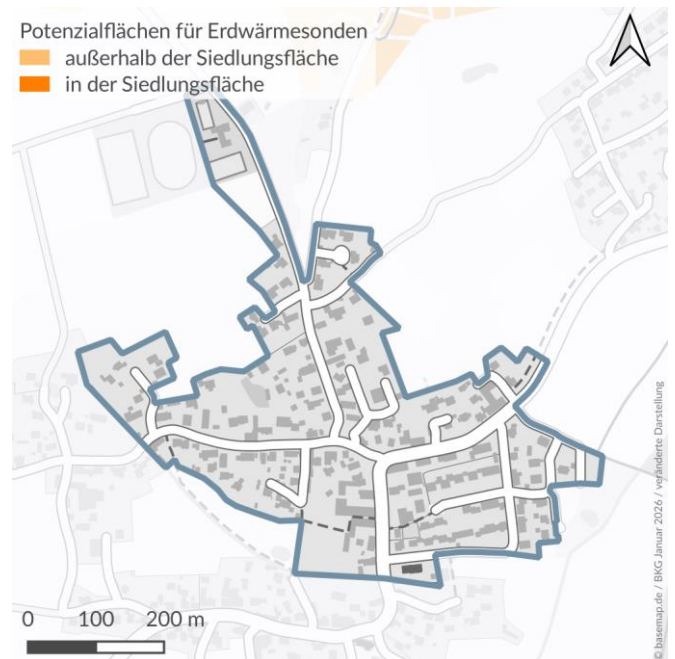 Potenzialflächen für Erdwärmesonden
außerhalb der Siedlungsfläche
in der Siedlungsfläche
0 100 200 m
© basemap.de / BKG Januar 2026 / veränderte Darstellung